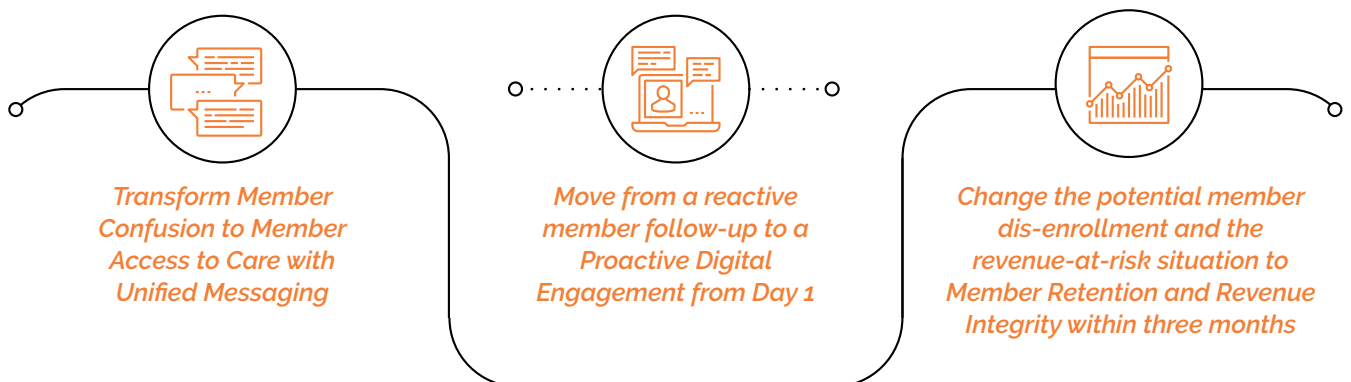 Transform Member
Confusion to Member
Access to Care with
Unified Messaging
Move from a reactive
member follow-up to a
Proactive Digital
Engagement from Day 1
Change the potential member
dis-enrollment and the
revenue-at-risk situation to
Member Retention and Revenue
Integrity within three months